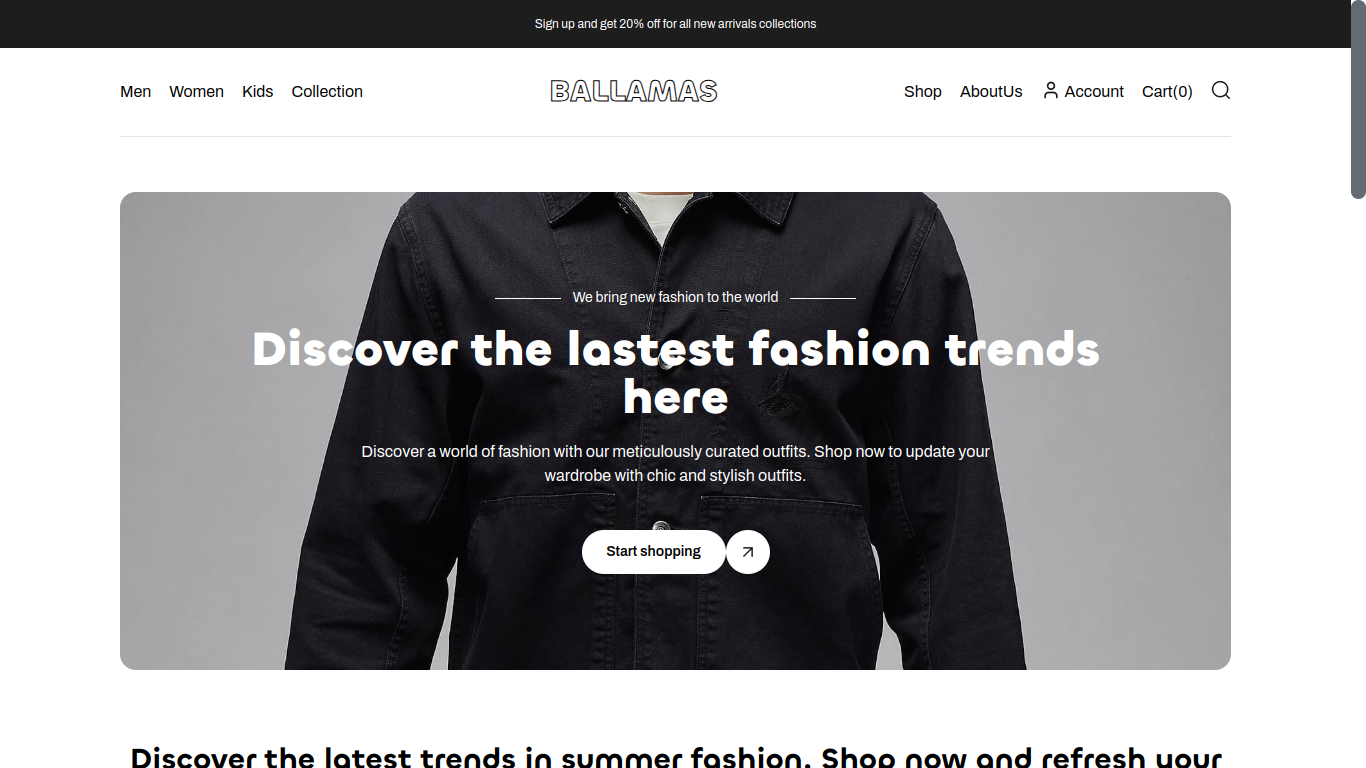 Sign up and get 20% off for all new arrivals collections
Men Women Kids Collection BALLAMAS Shop AboutUs Account Cart(0)
We bring new fashion to the world
Discover the lastest fashion trends
here
Discover a world of fashion with our meticulously curated outfits. Shop now to update your
wardrobe with chic and stylish outfits.
Start shopping
Discover the latest trends in summer fashion. Shop now and refresh your